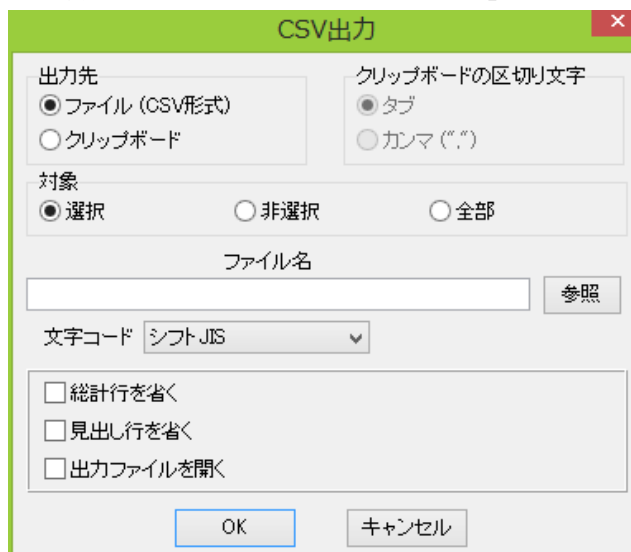 CSV出力
出力先
ファイル (CSV形式)
クリップボード
クリップボードの区切り文字
タブ
カンマ (",")
対象
選択 非選択 全部
ファイル名
参照
文字コード シフトJIS
総計行を省く
見出し行を省く
出力ファイルを開く
OK キャンセル